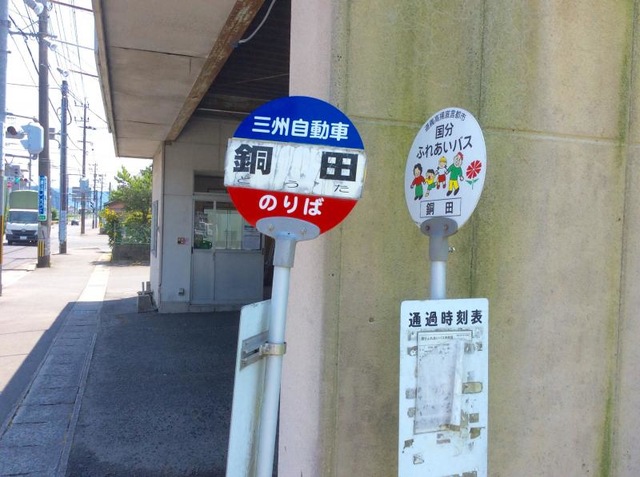 三州自動車
銅田
どうた
のりば
国分
ふれあいバス
銅田
通過時刻表